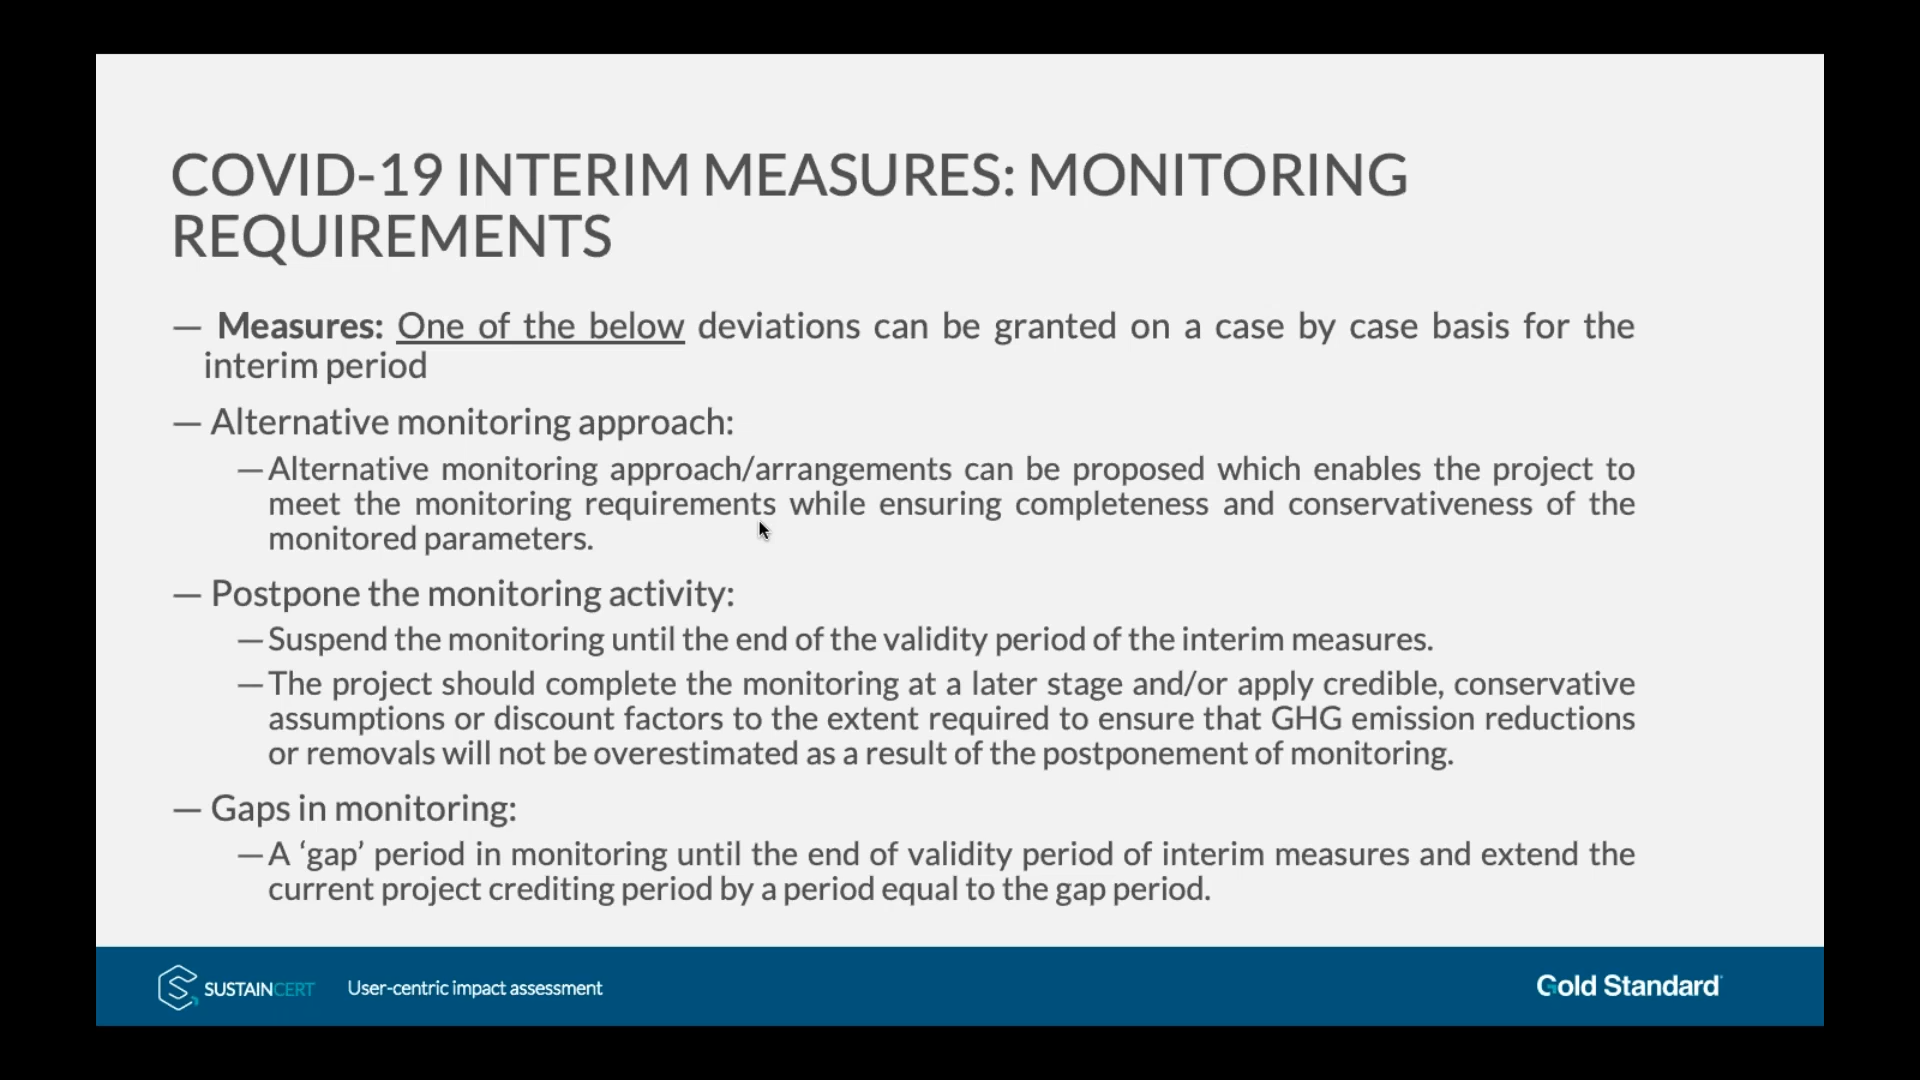 COVID-19 INTERIM MEASURES: MONITORING
REQUIREMENTS
— Measures: One of the below deviations can be granted on a case by case basis for the
interim period
— Alternative monitoring approach:
— Alternative monitoring approach/arrangements can be proposed which enables the project to
meet the monitoring requirements while ensuring completeness and conservativeness of the
monitored parameters.
— Postpone the monitoring activity:
— Suspend the monitoring until the end of the validity period of the interim measures.
— The project should complete the monitoring at a later stage and/or apply credible, conservative
assumptions or discount factors to the extent required to ensure that GHG emission reductions
or removals will not be overestimated as a result of the postponement of monitoring.
— Gaps in monitoring:
— A ‘gap’ period in monitoring until the end of validity period of interim measures and extend the
current project crediting period by a period equal to the gap period.
SUSTAINCERT User-centric impact assessment Gold Standard